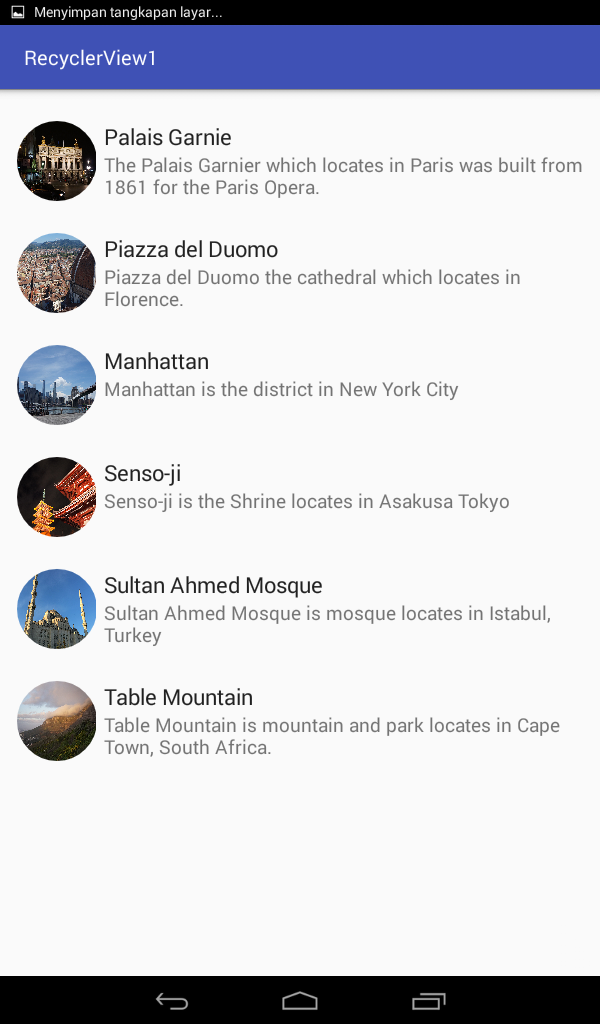 Menyimpan tangkapan layar...
RecyclerView1
Palais Garnie
The Palais Garnier which locates in Paris was built from
1861 for the Paris Opera.
Piazza del Duomo
Piazza del Duomo the cathedral which locates in
Florence.
Manhattan
Manhattan is the district in New York City
Senso-ji
Senso-ji is the Shrine locates in Asakusa Tokyo
Sultan Ahmed Mosque
Sultan Ahmed Mosque is mosque locates in Istabul,
Turkey
Table Mountain
Table Mountain is mountain and park locates in Cape
Town, South Africa.